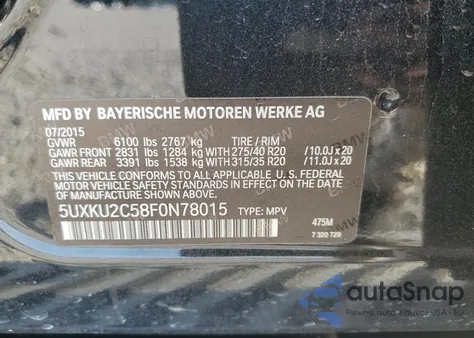 MFD BY BAYERISCHE MOTOREN WERKE AG
07/2015
GVWR 6100 lbs 2767 kg TIRE / RIM
GAWR FRONT 2831 lbs 1284 kg WITH 275/40 R20 /10.0J x 20
GAWR REAR 3391 lbs 1538 kg WITH 315/35 R20 /11.0J x 20
THIS VEHICLE CONFORMS TO ALL APPLICABLE
U. S. FEDERAL MOTOR VEHICLE SAFETY
STANDARDS IN EFFECT ON THE DATE
OF MANUFACTURE SHOWN ABOVE.
5UXKU2C58F0N78015 TYPE: MPV
475M
7 320 728
autoSnap